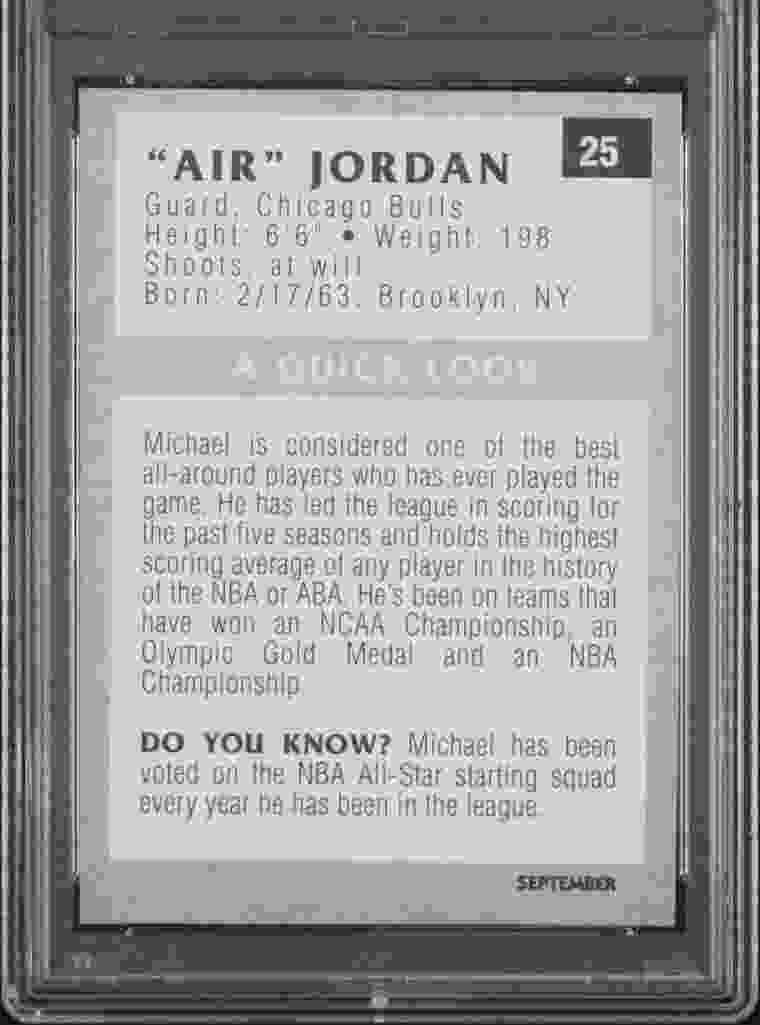 "AIR" JORDAN
25
Guard, Chicago Bulls
Height: 6'6" • Weight: 198
Shoots: at will
Born: 2/17/63, Brooklyn, NY
A QUICK LOOK
Michael is considered one of the best
all-around players who has ever played the
game. He has led the league in scoring for
the past five seasons and holds the highest
scoring average of any player in the history
of the NBA or ABA. He's been on teams that
have won an NCAA Championship, an
Olympic Gold Medal and an NBA
Championship.
DO YOU KNOW? Michael has been
voted on the NBA All-Star starting squad
every year he has been in the league.
SEPTEMBER